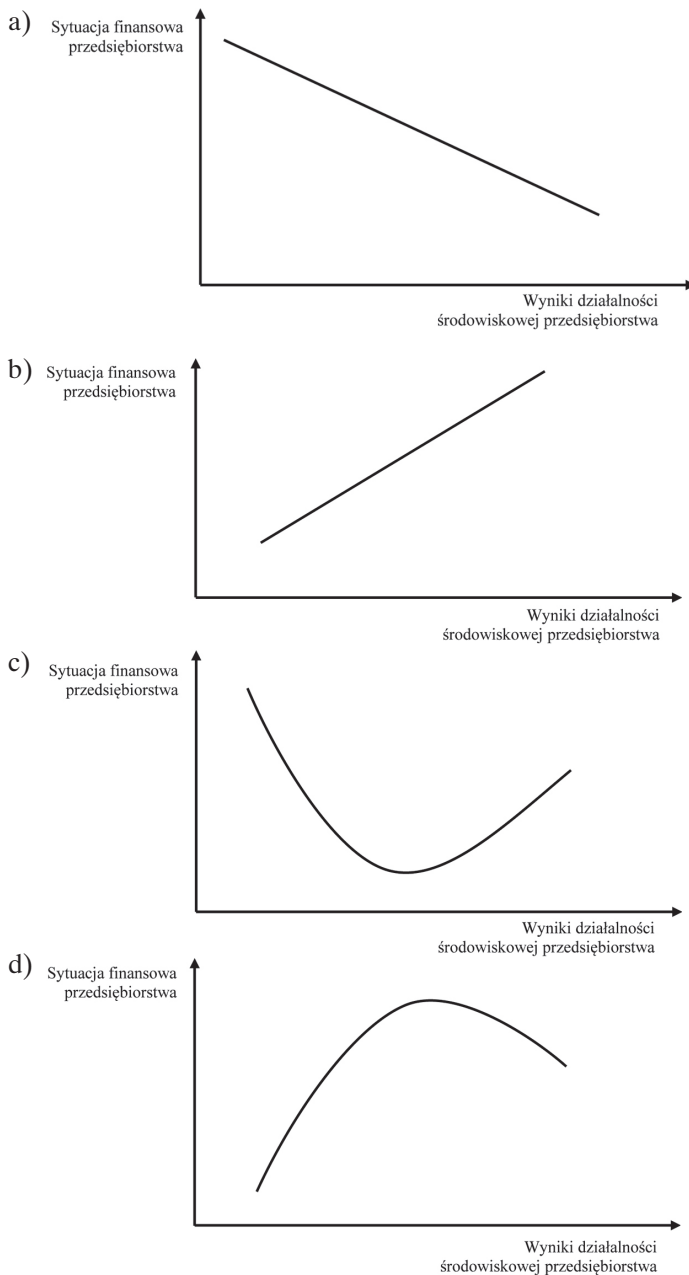 a)
Sytuacja finansowa
przedsiębiorstwa
Wyniki działalności
środowiskowej przedsiębiorstwa
b)
Sytuacja finansowa
przedsiębiorstwa
Wyniki działalności
środowiskowej przedsiębiorstwa
c)
Sytuacja finansowa
przedsiębiorstwa
Wyniki działalności
środowiskowej przedsiębiorstwa
d)
Sytuacja finansowa
przedsiębiorstwa
Wyniki działalności
środowiskowej przedsiębiorstwa